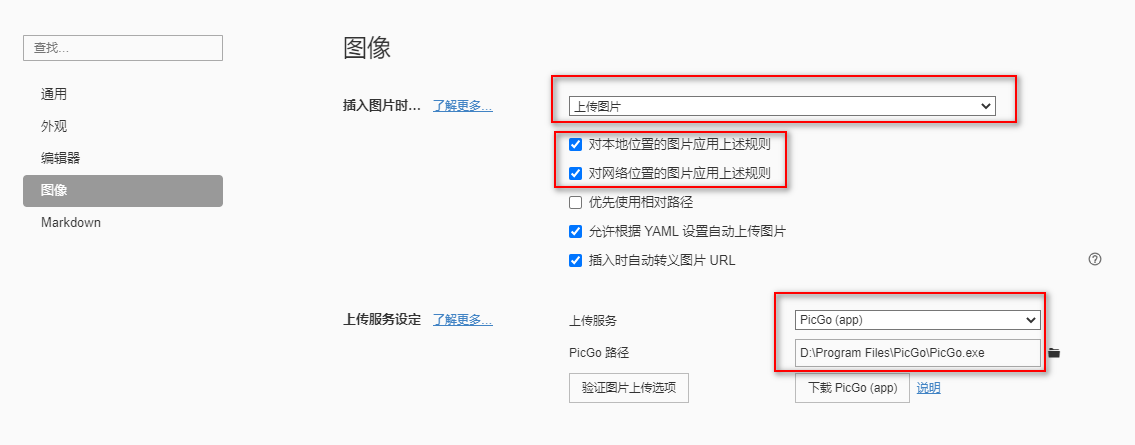 查找...
通用
外观
编辑器
图像
Markdown
图像
插入图片时... 了解更多...
上传图片
对本地位置的图片应用上述规则
对网络位置的图片应用上述规则
优先使用相对路径
允许根据 YAML 设置自动上传图片
插入时自动转义图片 URL
上传服务设定 了解更多...
上传服务 PicGo (app)
PicGo 路径 D:\Program Files\PicGo\PicGo.exe
验证图片上传选项 下载 PicGo (app) 说明